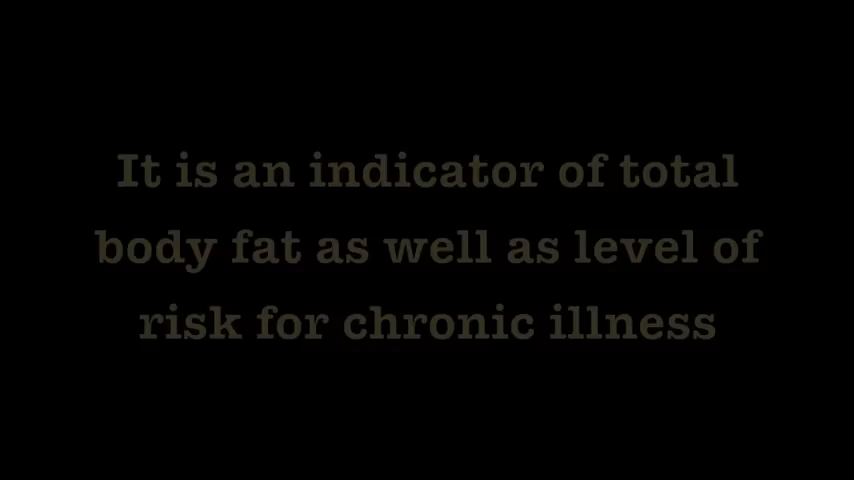 It is an indicator of total
body fat as well as level of
risk for chronic illness